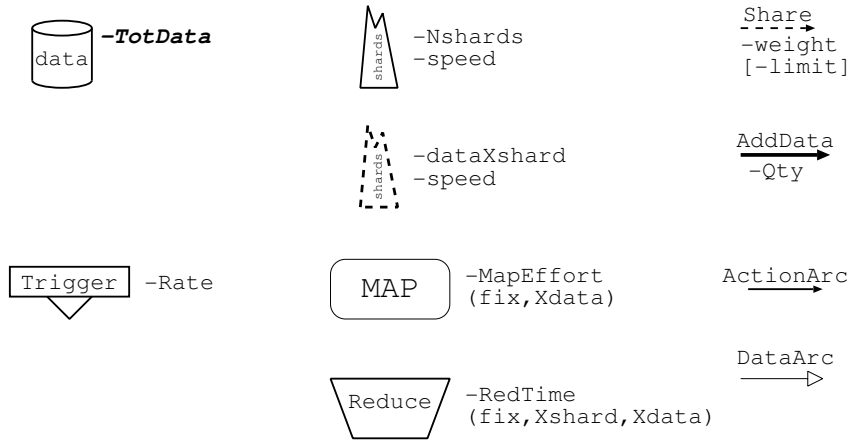 data
-TotData
shards
-Nshards
-speed
Share
-weight
[-limit]
shards
-dataXshard
-speed
AddData
-Qty
Trigger
-Rate
MAP
-MapEffort
(fix,Xdata)
ActionArc
DataArc
Reduce
-RedTime
(fix,Xshard,Xdata)